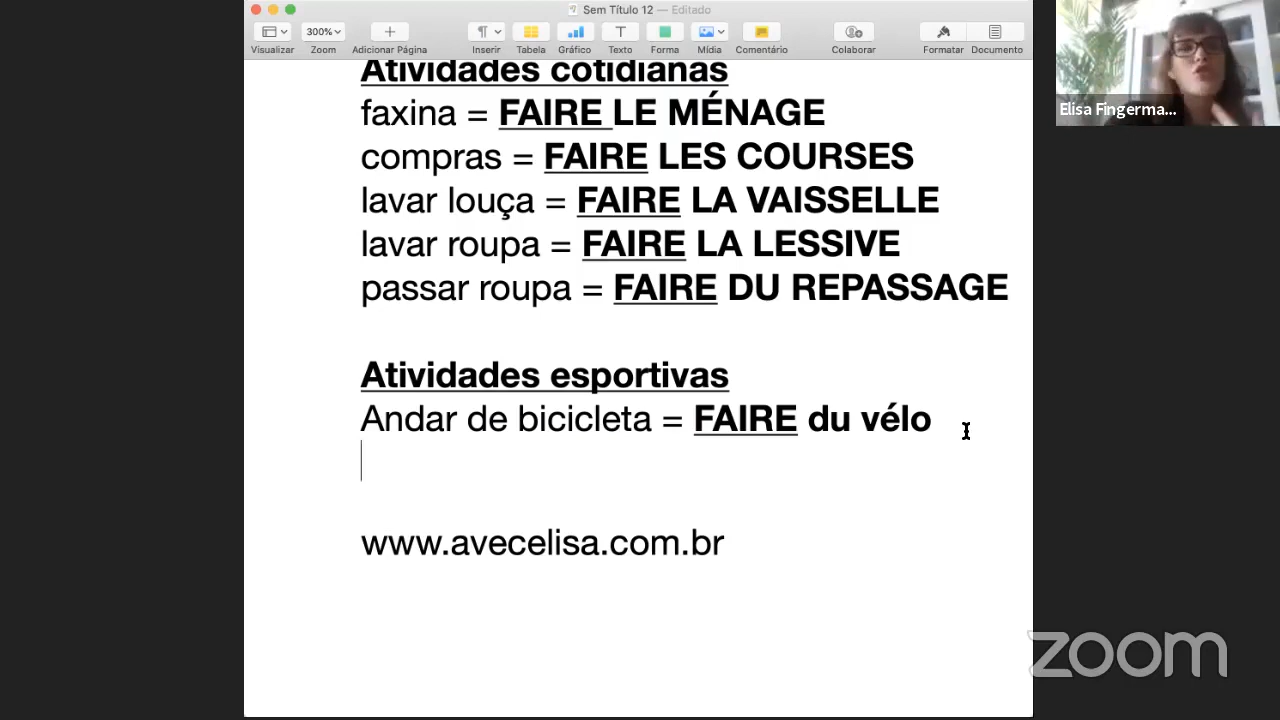 Sem Título 12 — Editado
300%
Visualizar
Zoom
Adicionar Página
Inserir
Tabela
Gráfico
Texto
Forma
Mídia
Comentário
Colaborar
Formatar
Documento
Atividades cotidianas
faxina = FAIRE LE MÉNAGE
compras = FAIRE LES COURSES
lavar louça = FAIRE LA VAISSELLE
lavar roupa = FAIRE LA LESSIVE
passar roupa = FAIRE DU REPASSAGE
Atividades esportivas
Andar de bicicleta = FAIRE du vélo
www.avecelisa.com.br
Elisa Fingerma...
zoom